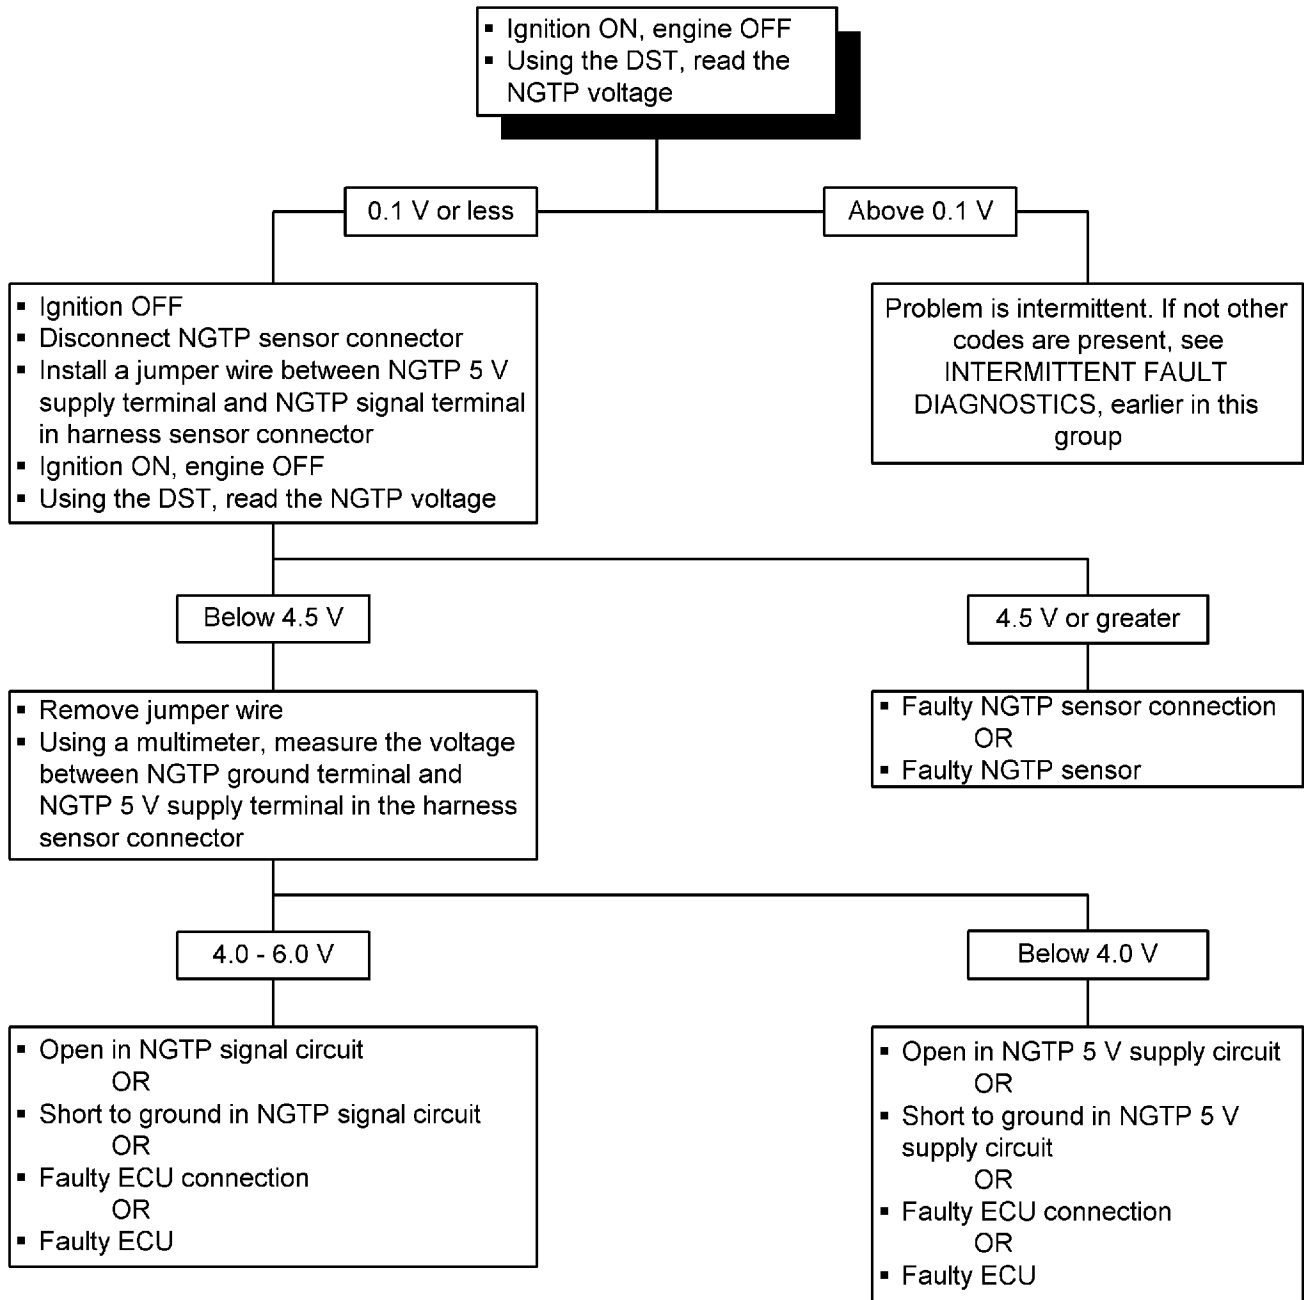 ▪ Ignition ON, engine OFF
▪ Using the DST, read the
NGTP voltage
0.1 V or less
Above 0.1 V
▪ Ignition OFF
▪ Disconnect NGTP sensor connector
▪ Install a jumper wire between NGTP 5 V
supply terminal and NGTP signal terminal
in harness sensor connector
▪ Ignition ON, engine OFF
▪ Using the DST, read the NGTP voltage
Problem is intermittent. If not other
codes are present, see
INTERMITTENT FAULT
DIAGNOSTICS, earlier in this
group
Below 4.5 V
4.5 V or greater
▪ Remove jumper wire
▪ Using a multimeter, measure the voltage
between NGTP ground terminal and
NGTP 5 V supply terminal in the harness
sensor connector
▪ Faulty NGTP sensor connection
OR
▪ Faulty NGTP sensor
4.0 - 6.0 V
Below 4.0 V
▪ Open in NGTP signal circuit
OR
▪ Short to ground in NGTP signal circuit
OR
▪ Faulty ECU connection
OR
▪ Faulty ECU
▪ Open in NGTP 5 V supply circuit
OR
▪ Short to ground in NGTP 5 V
supply circuit
OR
▪ Faulty ECU connection
OR
▪ Faulty ECU